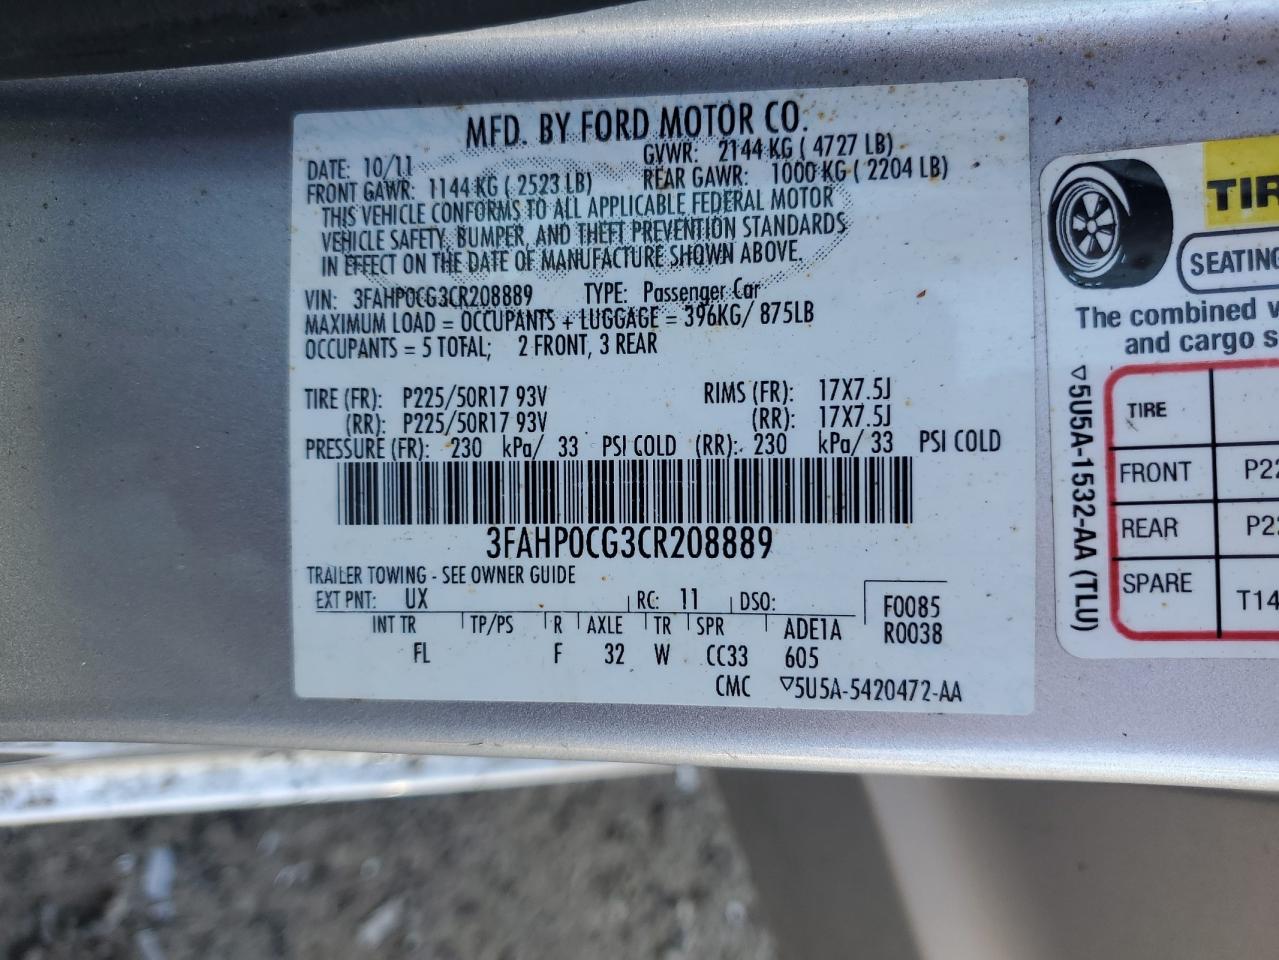 MFD. BY FORD MOTOR CO.
DATE: 10/11 GVWR: 2144 KG ( 4727 LB)
FRONT GAWR: 1144 KG ( 2523 LB) REAR GAWR: 1000 KG ( 2204 LB)
THIS VEHICLE CONFORMS TO ALL APPLICABLE FEDERAL MOTOR
VEHICLE SAFETY, BUMPER, AND THEFT PREVENTION STANDARDS
IN EFFECT ON THE DATE OF MANUFACTURE SHOWN ABOVE.
VIN: 3FAHP0CG3CR208889 TYPE: Passenger Car
MAXIMUM LOAD = OCCUPANTS + LUGGAGE = 396KG/ 875LB
OCCUPANTS = 5 TOTAL; 2 FRONT, 3 REAR
TIRE (FR): P225/50R17 93V RIMS (FR): 17X7.5J
(RR): P225/50R17 93V (RR): 17X7.5J
PRESSURE (FR): 230 kPa/ 33 PSI COLD (RR): 230 kPa/ 33 PSI COLD
3FAHP0CG3CR208889
TRAILER TOWING - SEE OWNER GUIDE
EXT PNT: UX RC: 11 DSO: F0085
R0038
INT TR TP/PS R AXLE TR SPR ADE1A
FL F 32 W CC33 605
CMC ▽5U5A-5420472-AA
TIR
SEATING
The combined
and cargo
▽5U5A-1532-AA (TLU)
TIRE
FRONT P22
REAR P22
SPARE T14